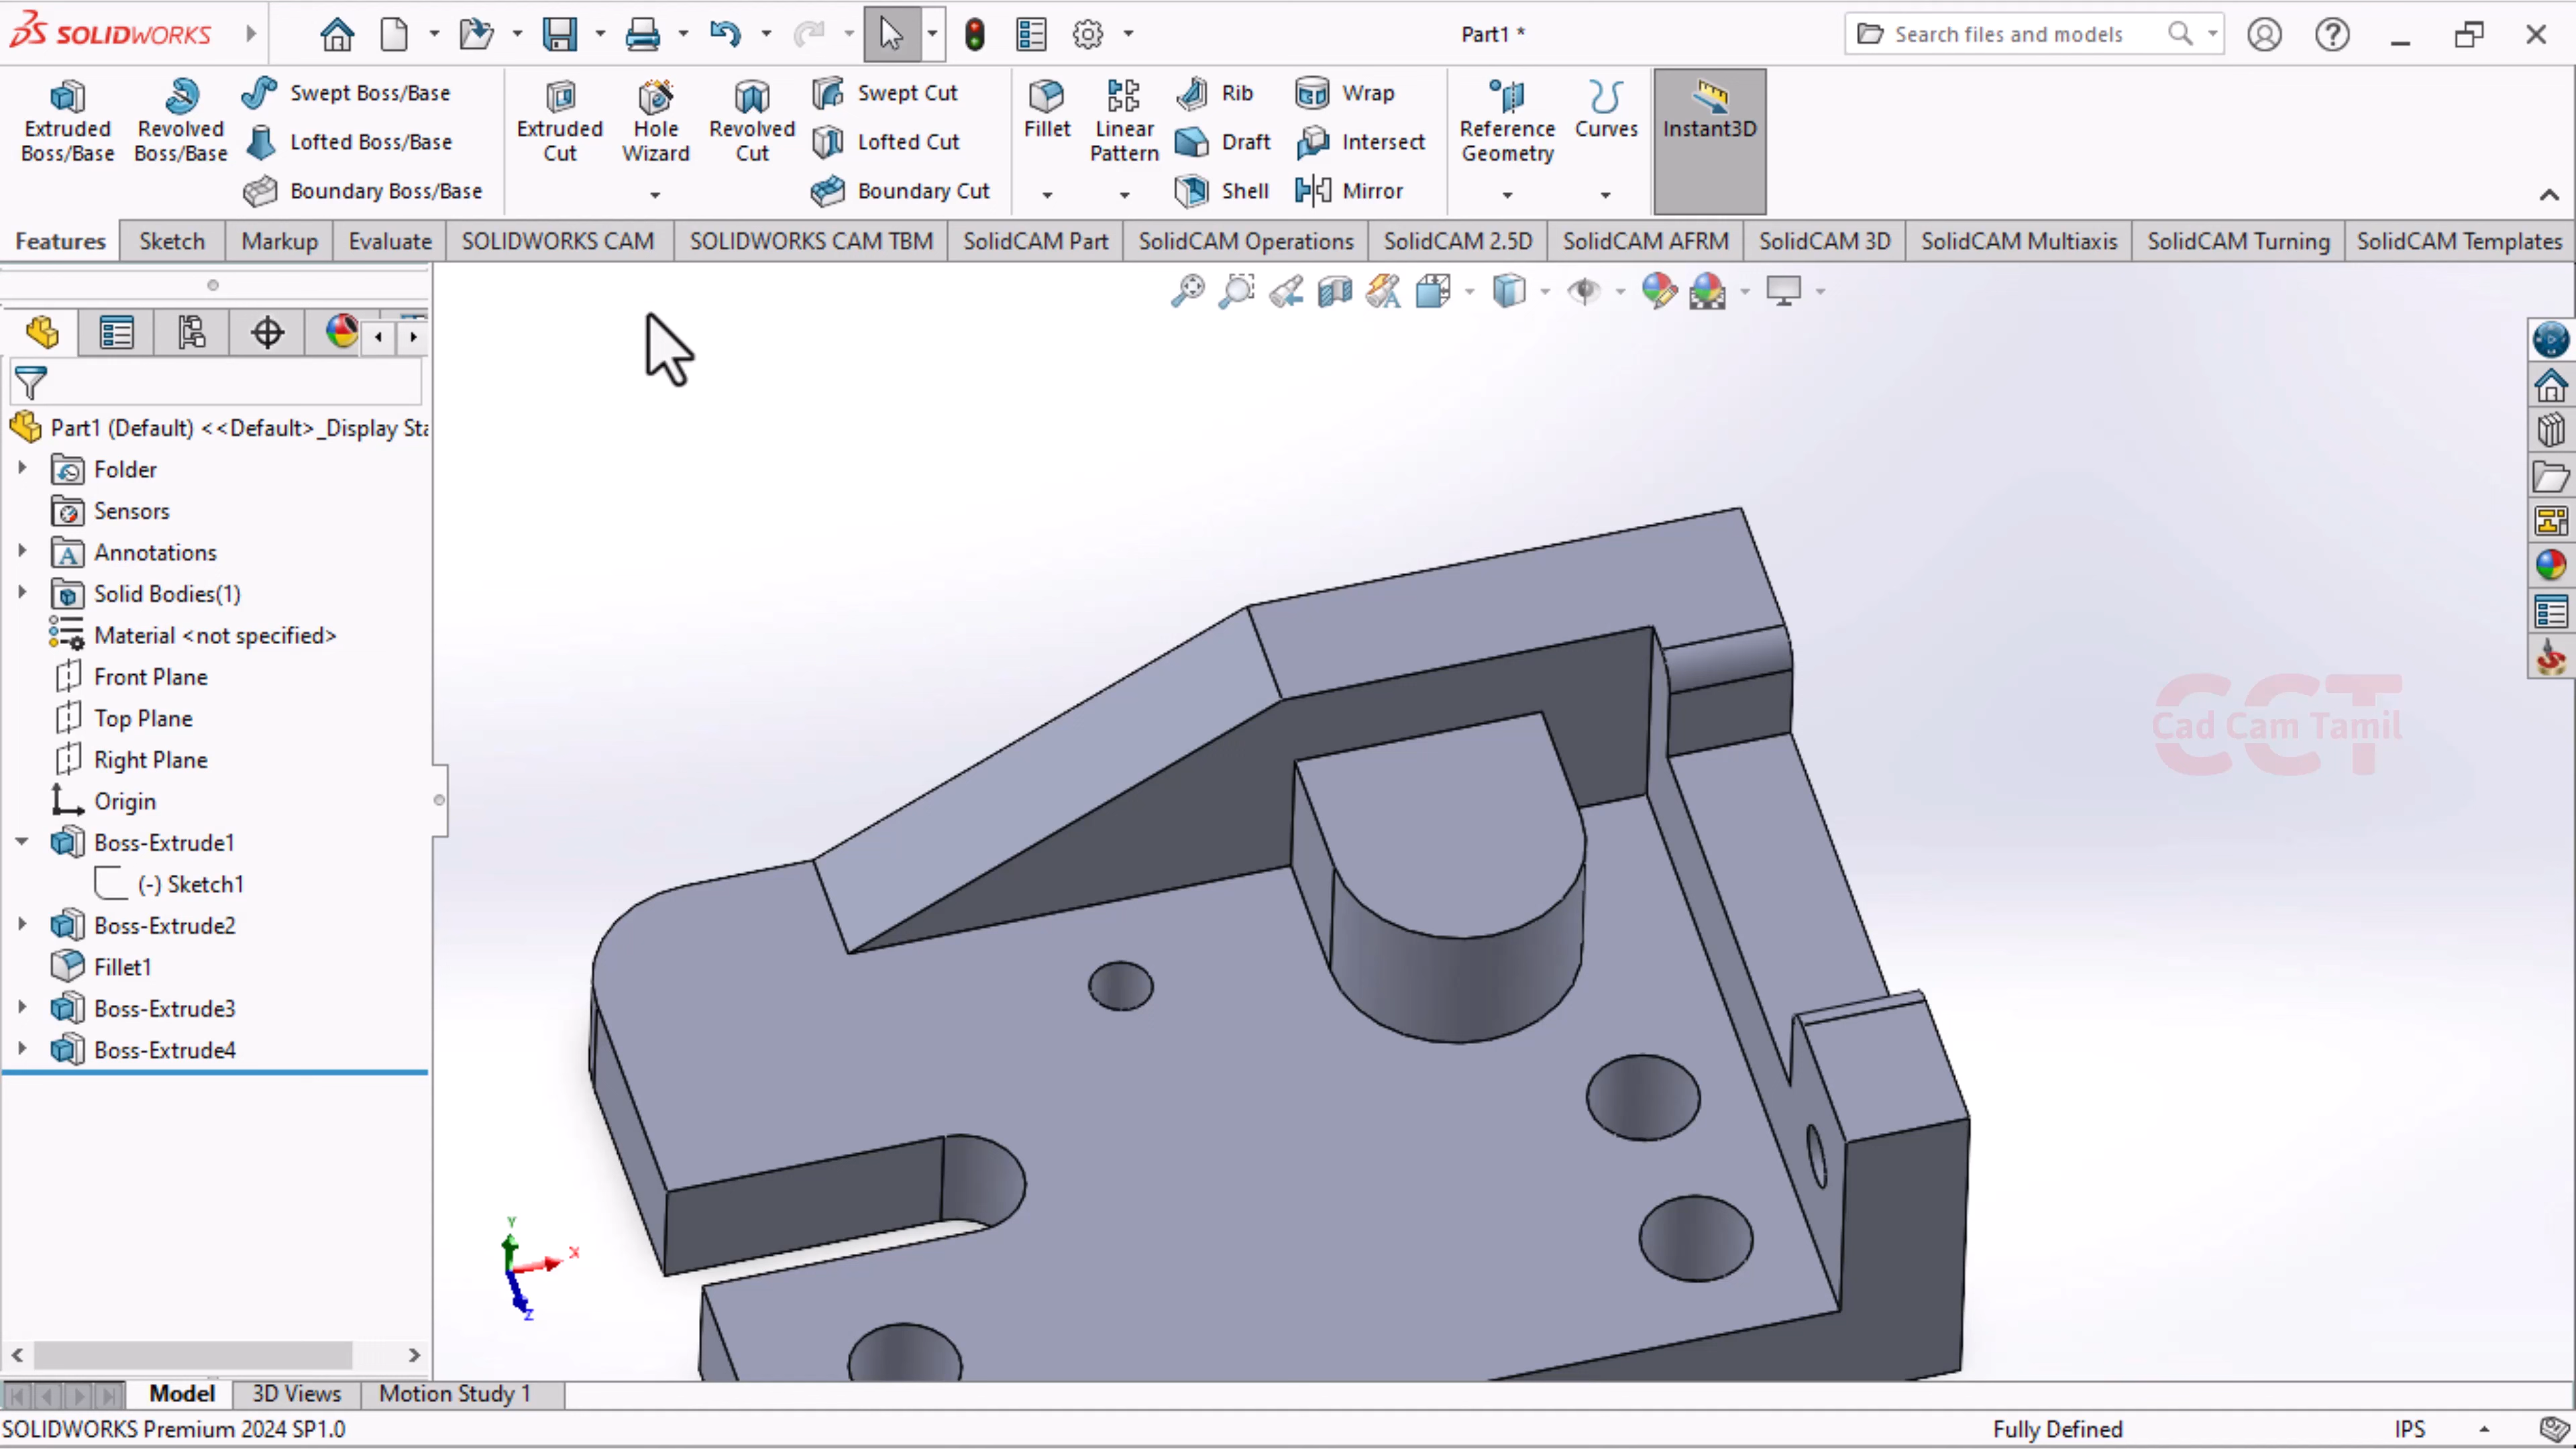 SOLIDWORKS
Part1 *
Search files and models
Extruded Boss/Base
Revolved Boss/Base
Swept Boss/Base
Lofted Boss/Base
Boundary Boss/Base
Extruded Cut
Hole Wizard
Revolved Cut
Swept Cut
Lofted Cut
Boundary Cut
Fillet
Linear Pattern
Rib
Draft
Shell
Wrap
Intersect
Mirror
Reference Geometry
Curves
Instant3D
Features
Sketch
Markup
Evaluate
SOLIDWORKS CAM
SOLIDWORKS CAM TBM
SolidCAM Part
SolidCAM Operations
SolidCAM 2.5D
SolidCAM AFRM
SolidCAM 3D
SolidCAM Multiaxis
SolidCAM Turning
SolidCAM Templates
Part1 (Default) <<Default>_Display Sta
Folder
Sensors
Annotations
Solid Bodies(1)
Material <not specified>
Front Plane
Top Plane
Right Plane
Origin
Boss-Extrude1
(-) Sketch1
Boss-Extrude2
Fillet1
Boss-Extrude3
Boss-Extrude4
CCT
Cad Cam Tamil
Y
X
Z
Model
3D Views
Motion Study 1
SOLIDWORKS Premium 2024 SP1.0
Fully Defined
IPS